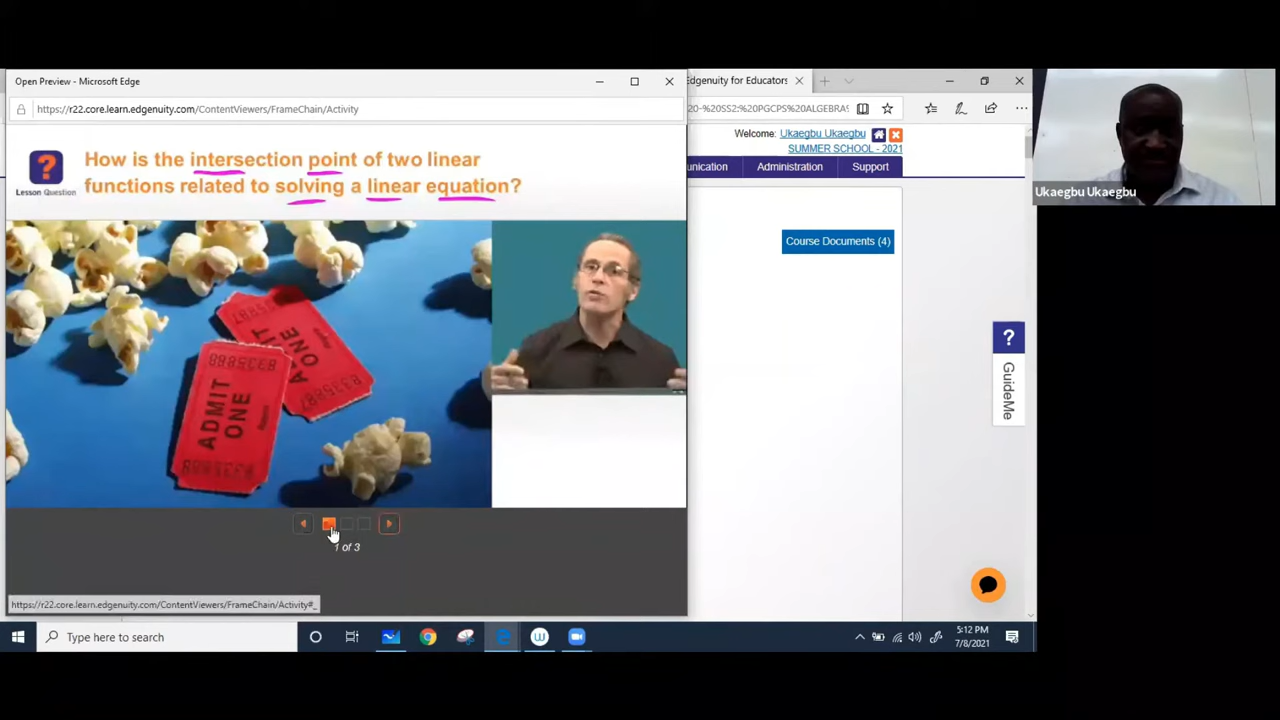 Open Preview - Microsoft Edge
https://r22.core.learn.edgenuity.com/ContentViewers/FrameChain/Activity
?
Lesson Question
How is the intersection point of two linear
functions related to solving a linear equation?
ADMIT
ONE
ADMIT
ONE
1 of 3
https://r22.core.learn.edgenuity.com/ContentViewers/FrameChain/Activity#_
Edgenuity for Educators
-%20SS2:%20PGCPS%20ALGEBRA%
Welcome: Ukaegbu Ukaegbu
SUMMER SCHOOL - 2021
unication
Administration
Support
Course Documents (4)
?
GuideMe
Ukaegbu Ukaegbu
Type here to search
5:12 PM
7/8/2021